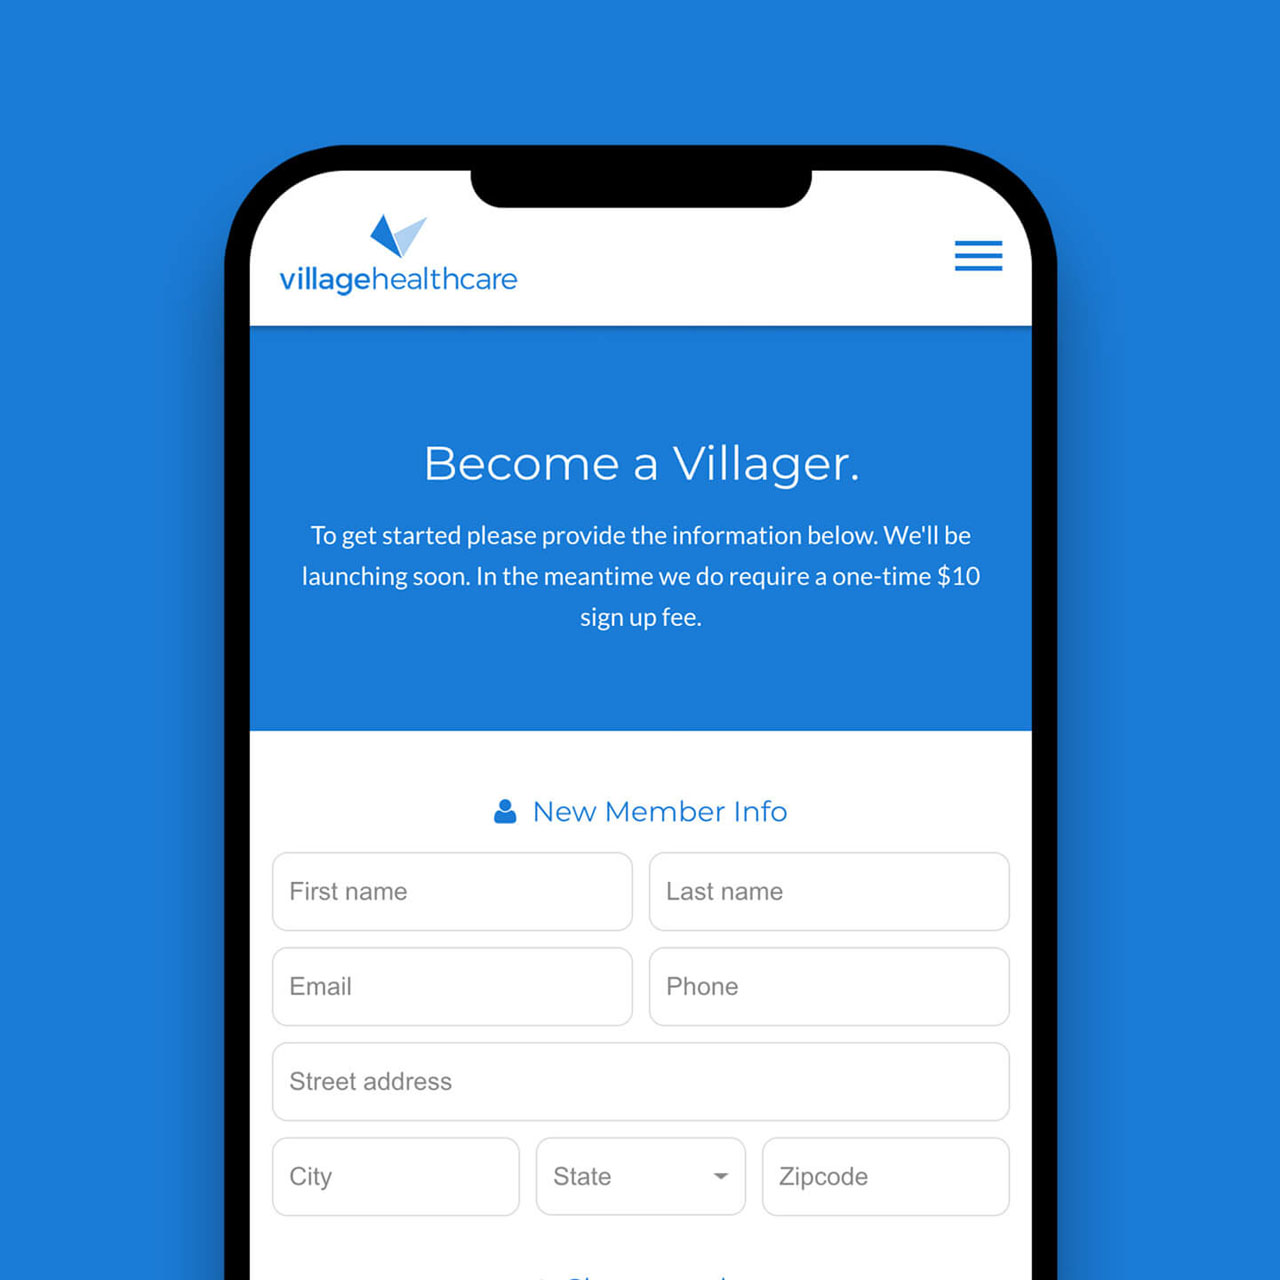 villagehealthcare
Become a Villager.
To get started please provide the information below. We'll be
launching soon. In the meantime we do require a one-time $10
sign up fee.
New Member Info
First name
Last name
Email
Phone
Street address
City
State
Zipcode